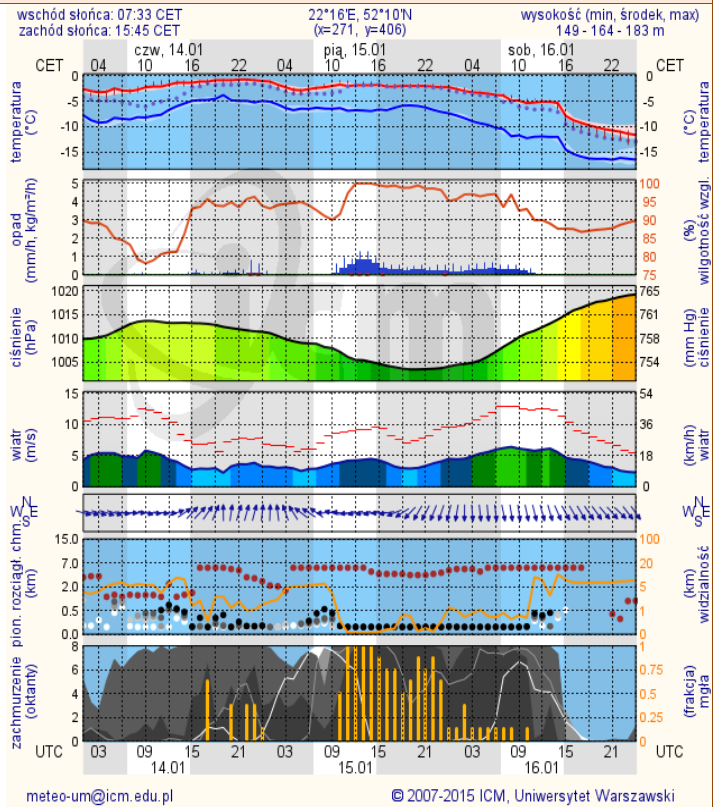 wschód słońca: 07:33 CET 22°16'E, 52°10'N wysokość (min, środek, max)
zachód słońca: 15:45 CET (x=271, y=406) 149 - 164 - 183 m
czw, 14.01 pią, 15.01 sob, 16.01
CET 04 10 16 22 04 10 16 22 04 10 16 22 CET
temperatura (°C)
0 -5 -10 -15
0 -5 -10 -15
temperatura (°C)
opad (mm/h, kg/m²/h)
5 4 3 2 1 0
100 95 90 85 80 75
wilgotność wzgl. (%)
ciśnienie (hPa)
1020 1015 1010 1005
765 761 758 754
ciśnienie (mm Hg)
wiatr (m/s)
15 10 5 0
54 36 18 0
wiatr (km/h)
N
W E
S
N
W E
S
pion. rozciągł. chm. (km)
15.0 7.0 2.0 0.5 0.0
100 20 5 1 0
widzialność (km)
zachmurzenie (oktanty)
8 6 4 2 0
1 0.75 0.5 0.25 0
mgła (frakcja)
UTC 03 09 15 21 03 09 15 21 03 09 15 21 UTC
14.01 15.01 16.01
meteo-um@icm.edu.pl © 2007-2015 ICM, Uniwersytet Warszawski